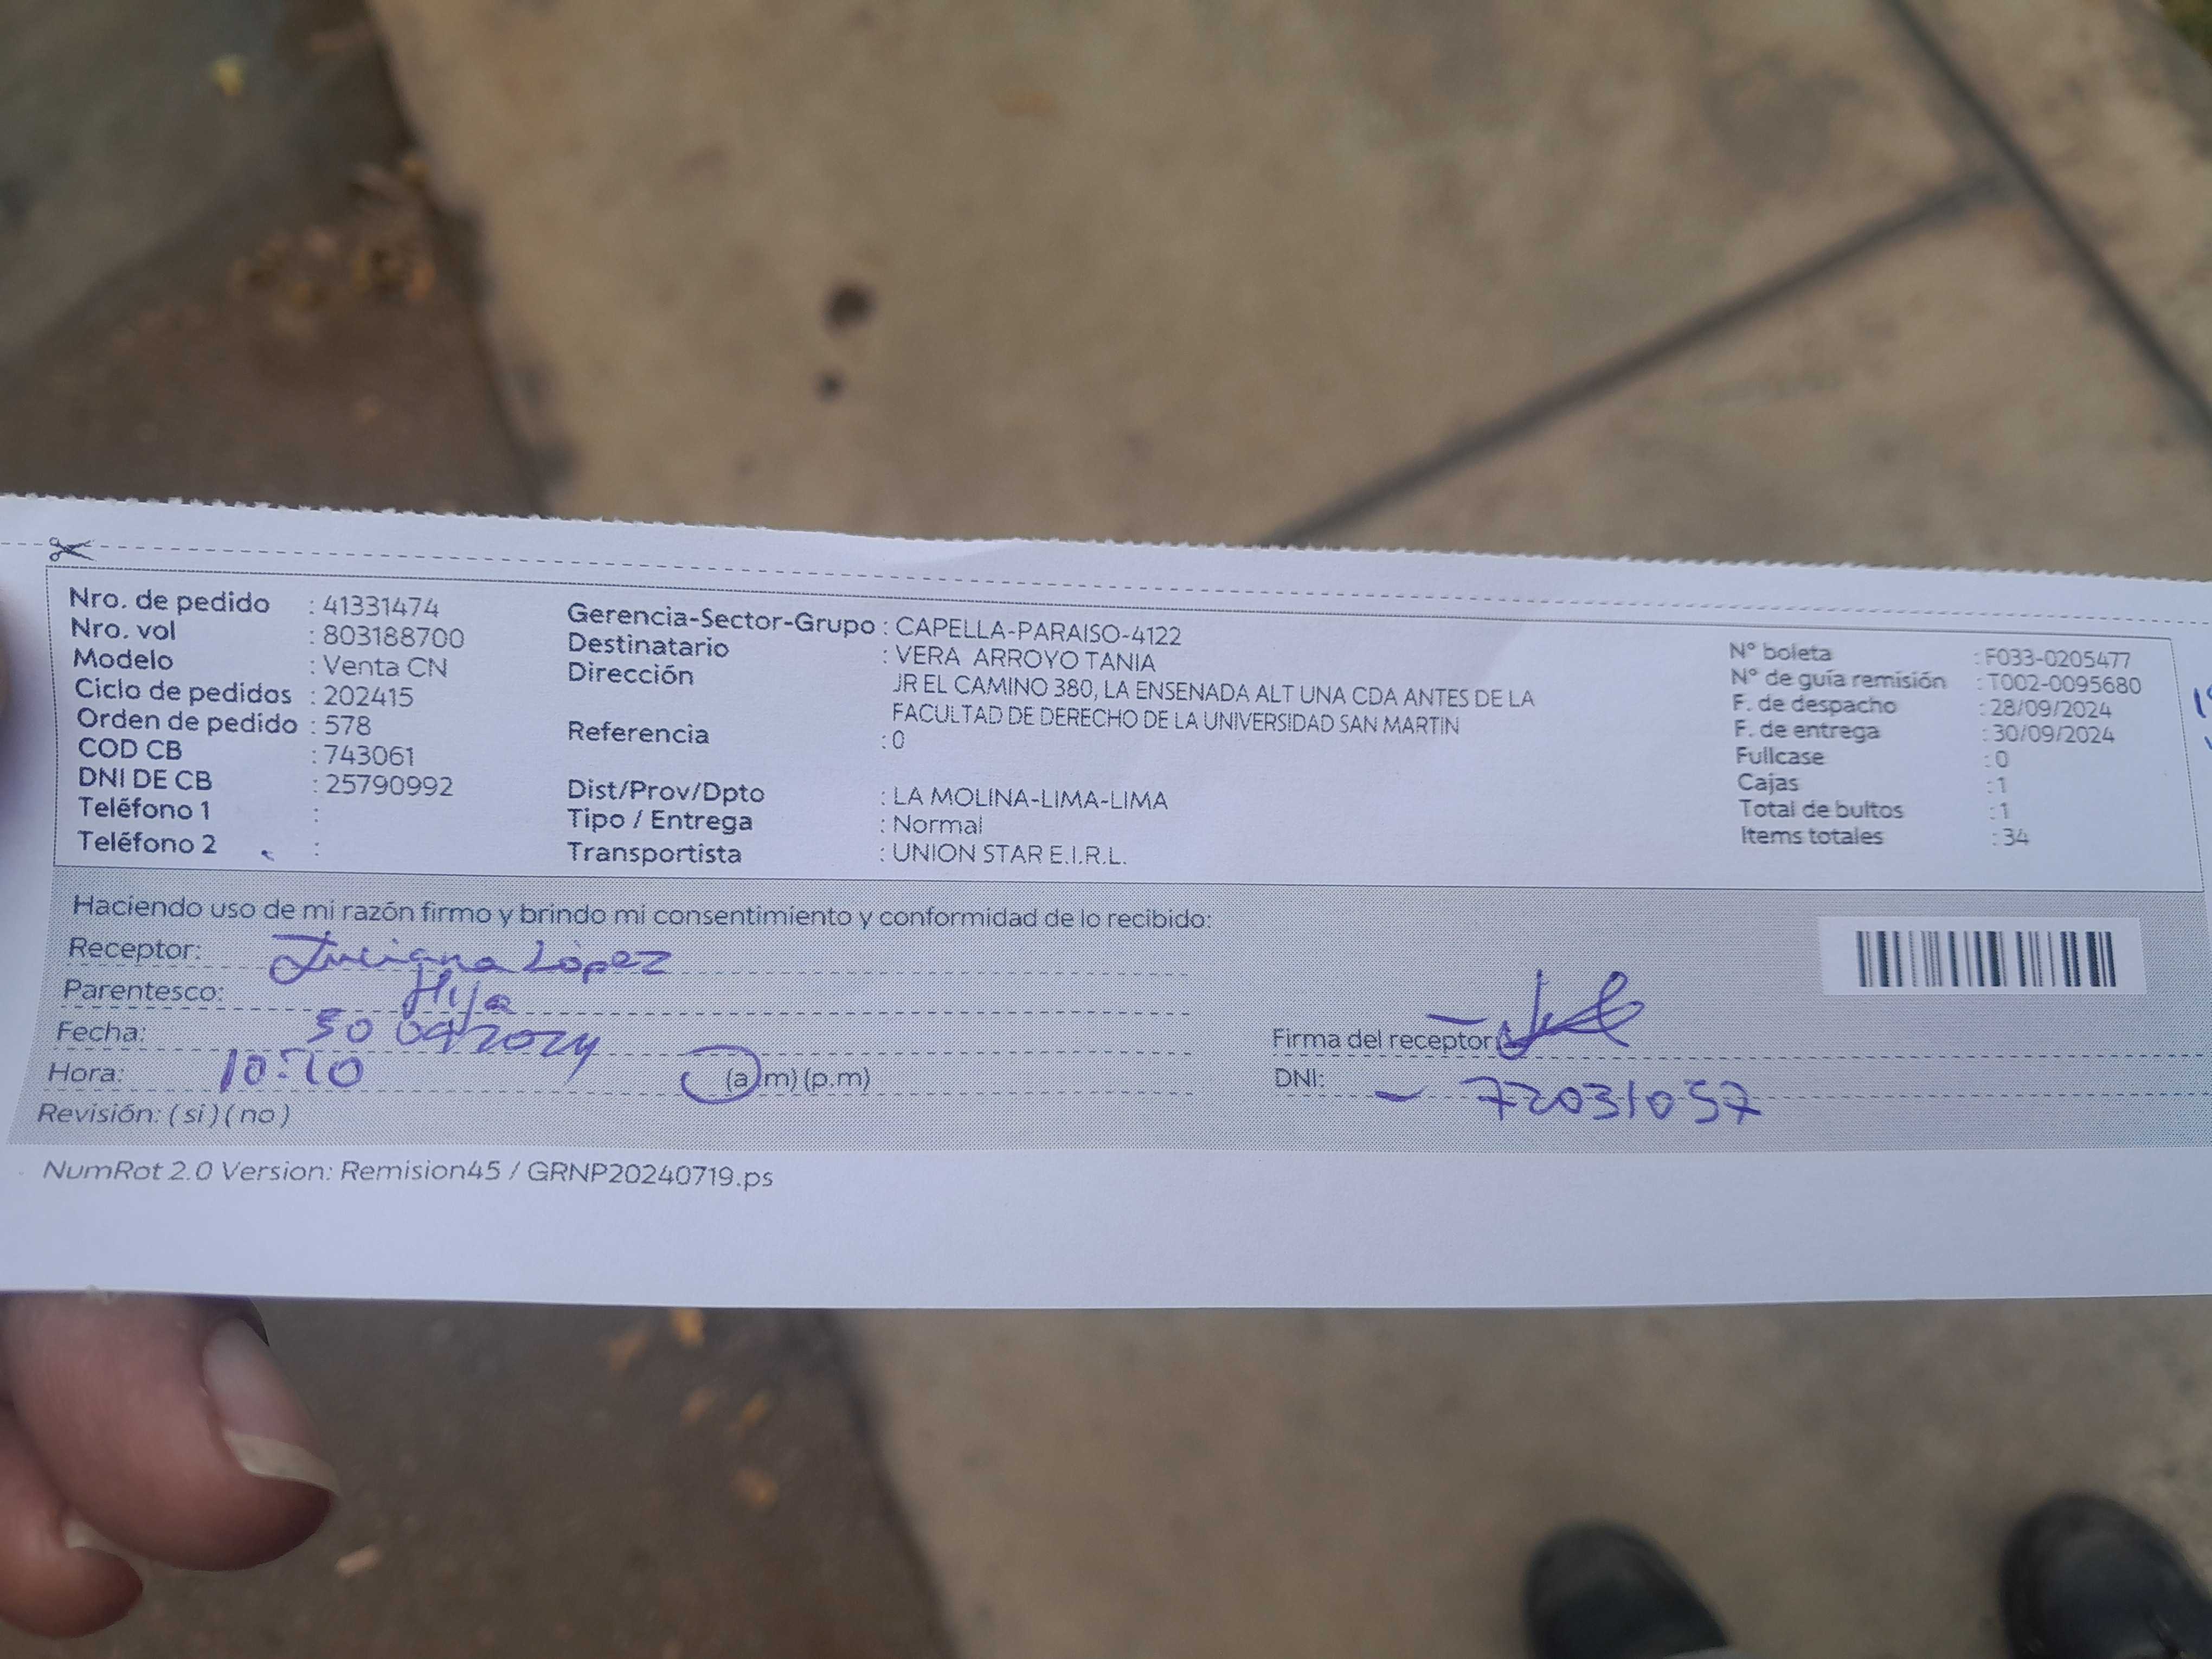 Nro. de pedido : 41331474
Nro. vol : 803188700
Modelo : Venta CN
Ciclo de pedidos : 202415
Orden de pedido : 578
COD CB : 743061
DNI DE CB : 25790992
Teléfono 1 :
Teléfono 2 :
Gerencia-Sector-Grupo : CAPELLA-PARAISO-4122
Destinatario : VERA ARROYO TANIA
Dirección JR EL CAMINO 380, LA ENSENADA ALT UNA CDA ANTES DE LA
FACULTAD DE DERECHO DE LA UNIVERSIDAD SAN MARTIN
Referencia : 0
Dist/Prov/Dpto : LA MOLINA-LIMA-LIMA
Tipo / Entrega : Normal
Transportista : UNION STAR E.I.R.L.
N° boleta : F033-0205477
N° de guía remisión : T002-0095680
F. de despacho : 28/09/2024
F. de entrega : 30/09/2024
Fullcase : 0
Cajas : 1
Total de bultos : 1
Items totales : 34
Haciendo uso de mi razón firmo y brindo mi consentimiento y conformidad de lo recibido:
Receptor: Luciana López
Parentesco: Hija
Fecha: 30 09/2024
Hora: 10:10 (a.m) (p.m)
Revisión: (si) (no)
Firma del receptor:
DNI: - 72031057
NumRot 2.0 Version: Remision45 / GRNP20240719.ps